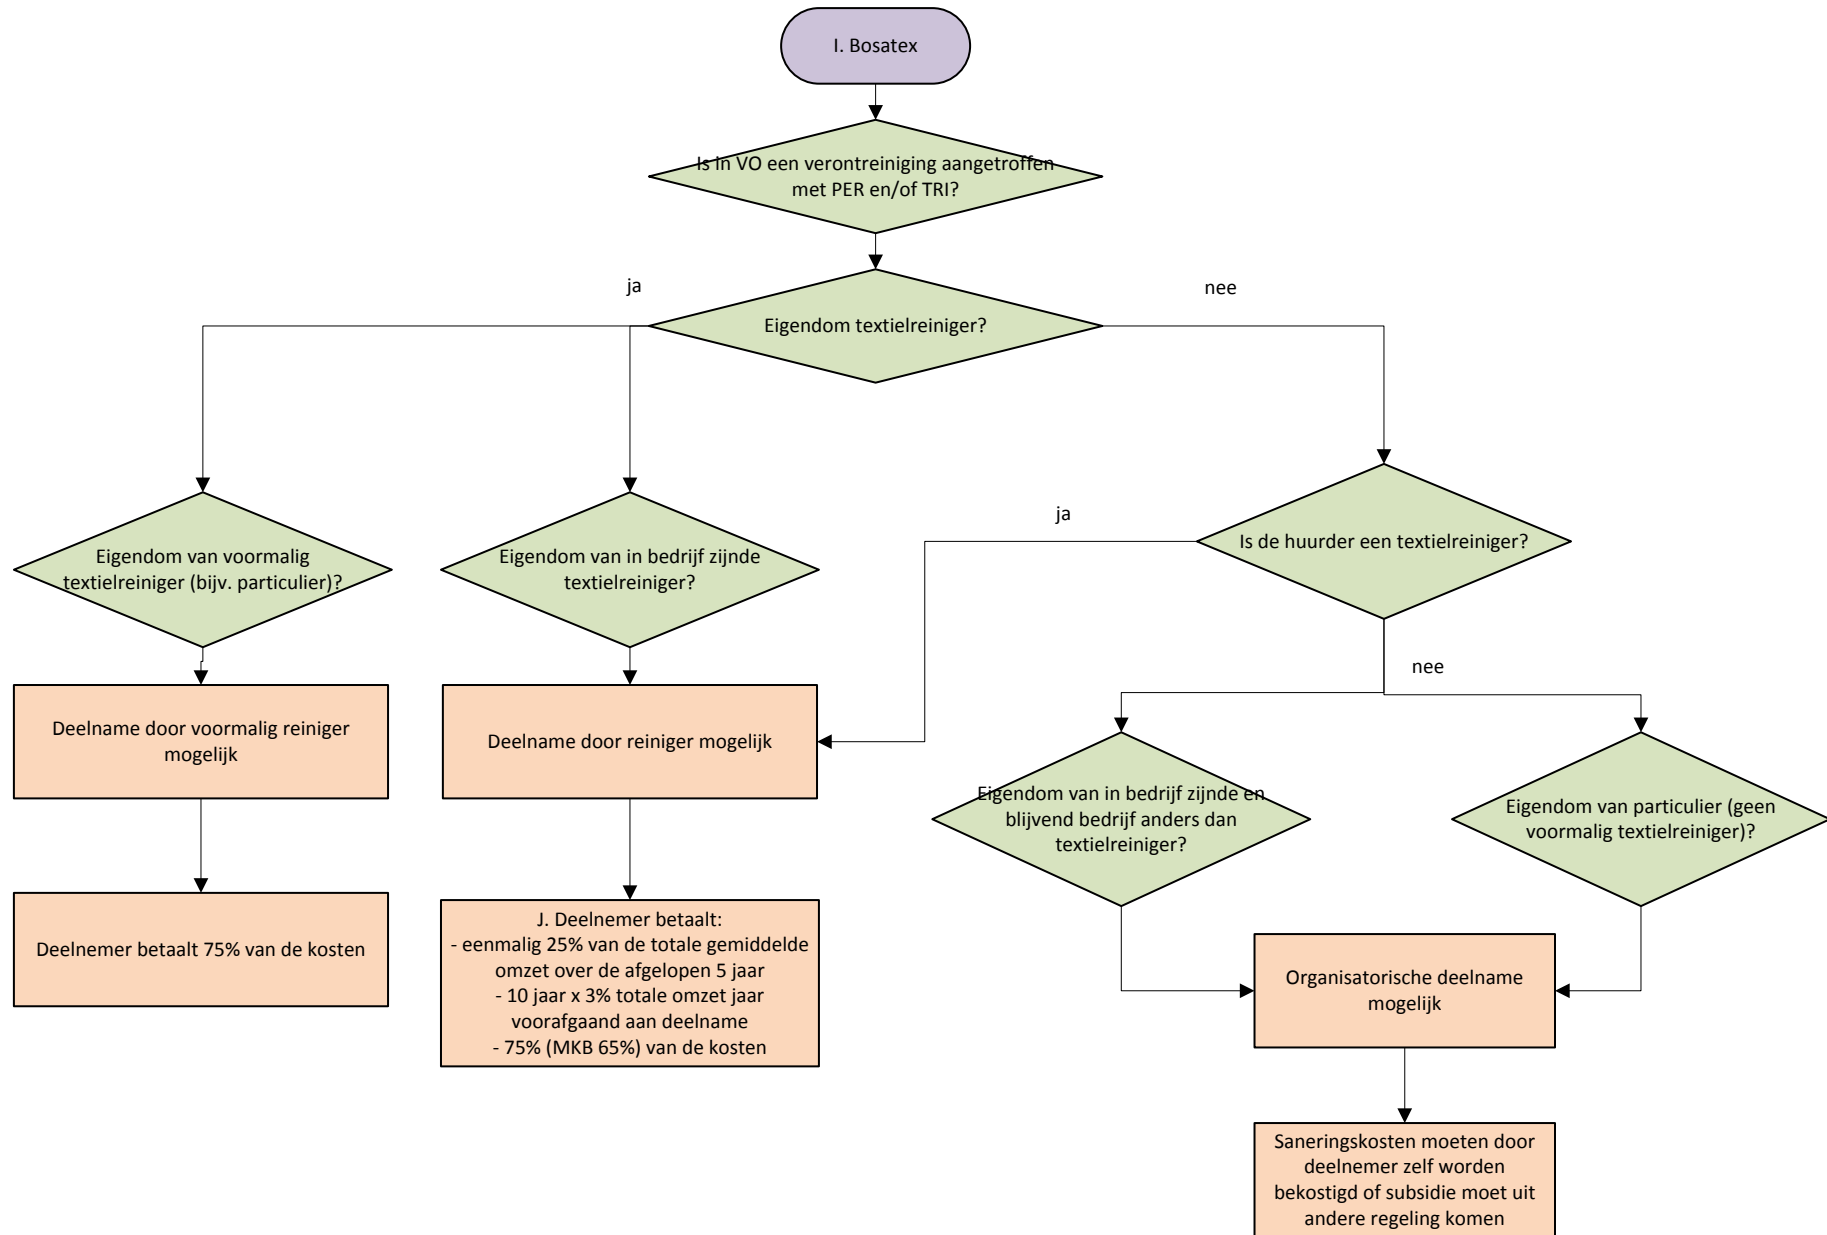 I. Bosatex
Is in VO een verontreiniging aangetroffen
met PER en/of TRI?
ja
nee
Eigendom textielreiniger?
ja
Eigendom van voormalig
textielreiniger (bijv. particulier)?
Eigendom van in bedrijf zijnde
textielreiniger?
Is de huurder een textielreiniger?
nee
Deelname door voormalig reiniger
mogelijk
Deelname door reiniger mogelijk
Eigendom van in bedrijf zijnde en
blijvend bedrijf anders dan
textielreiniger?
Eigendom van particulier (geen
voormalig textielreiniger)?
Deelnemer betaalt 75% van de kosten
J. Deelnemer betaalt:
- eenmalig 25% van de totale gemiddelde
omzet over de afgelopen 5 jaar
- 10 jaar x 3% totale omzet jaar
voorafgaand aan deelname
- 75% (MKB 65%) van de kosten
Organisatorische deelname
mogelijk
Saneringskosten moeten door
deelnemer zelf worden
bekostigd of subsidie moet uit
andere regeling komen